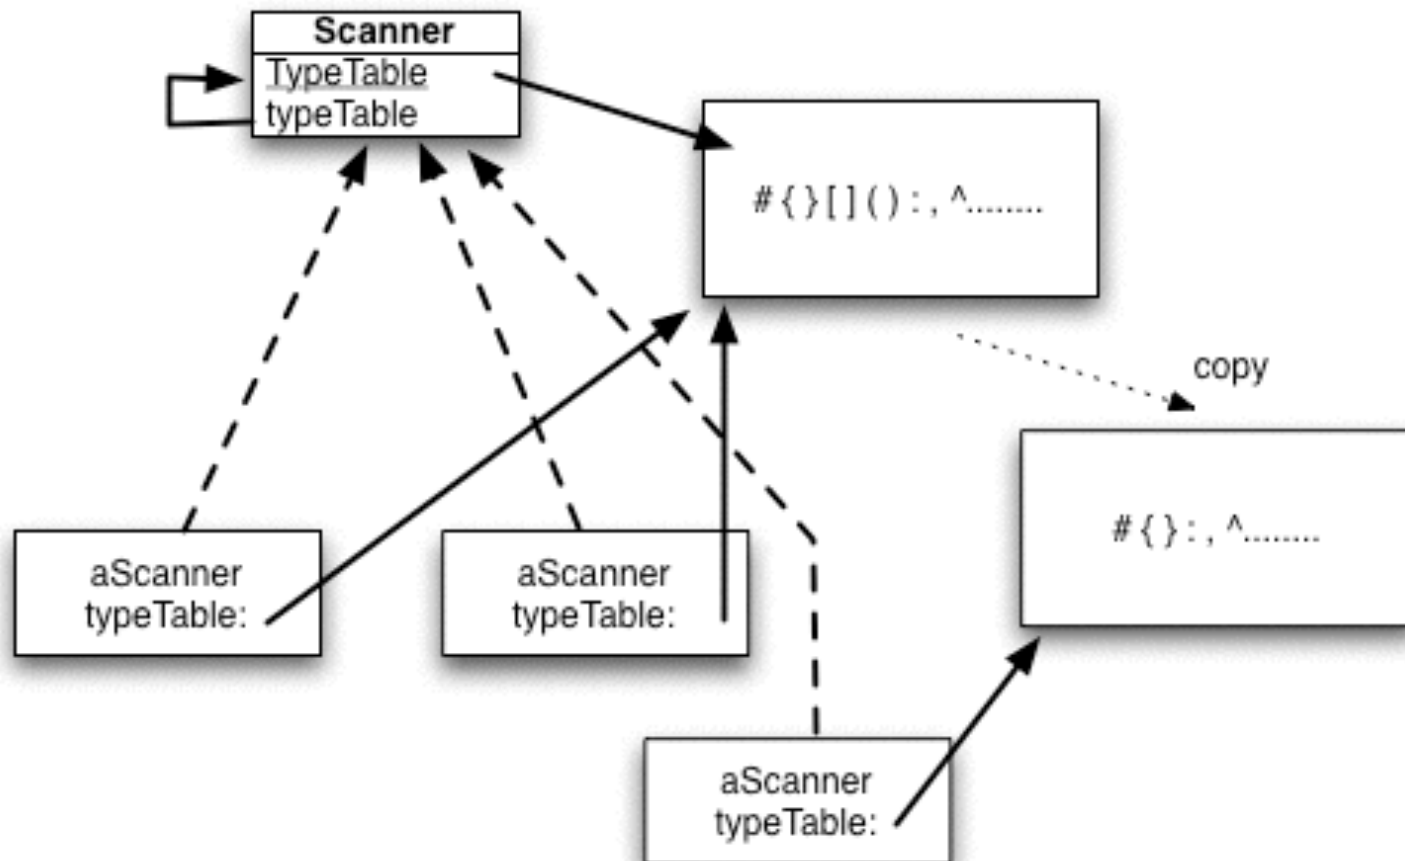 Scanner
TypeTable
typeTable
#{}[]():, ^........
copy
#{}:, ^........
aScanner
typeTable:
aScanner
typeTable:
aScanner
typeTable: